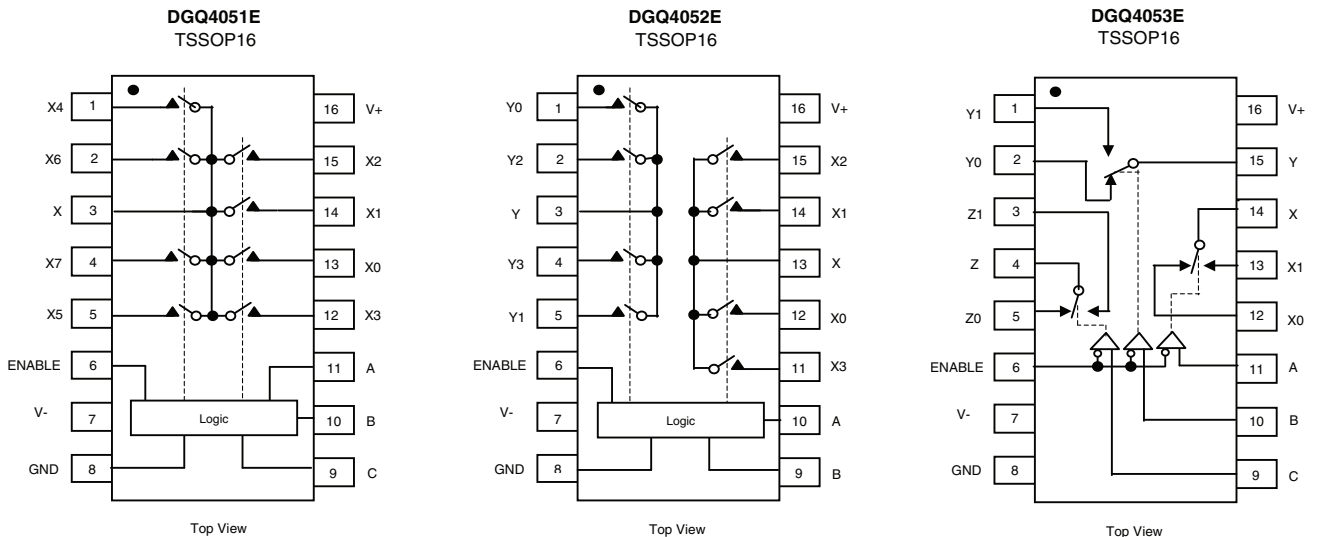 DGQ4051E
TSSOP16
X4 1 16 V+
X6 2 15 X2
X 3 14 X1
X7 4 13 X0
X5 5 12 X3
ENABLE 6 11 A
V- 7 Logic 10 B
GND 8 9 C
Top View
DGQ4052E
TSSOP16
Y0 1 16 V+
Y2 2 15 X2
Y 3 14 X1
Y3 4 13 X
Y1 5 12 X0
ENABLE 6 11 X3
V- 7 Logic 10 A
GND 8 9 B
Top View
DGQ4053E
TSSOP16
Y1 1 16 V+
Y0 2 15 Y
Z1 3 14 X
Z 4 13 X1
Z0 5 12 X0
ENABLE 6 11 A
V- 7 10 B
GND 8 9 C
Top View